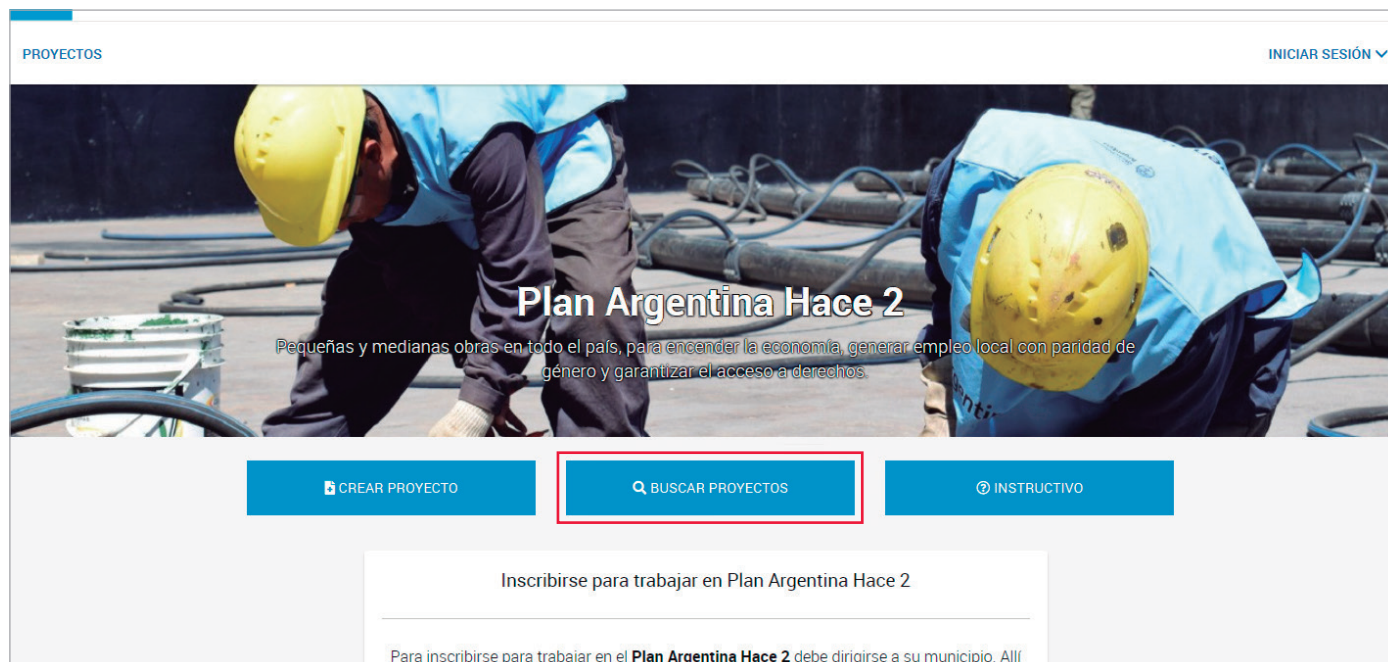 PROYECTOS
INICIAR SESIÓN
Plan Argentina Hace 2
Pequeñas y medianas obras en todo el país, para encender la economía, generar empleo local con paridad de
género y garantizar el acceso a derechos.
CREAR PROYECTO
BUSCAR PROYECTOS
INSTRUCTIVO
Inscribirse para trabajar en Plan Argentina Hace 2
Para inscribirse para trabajar en el Plan Argentina Hace 2 debe dirigirse a su municipio. Allí